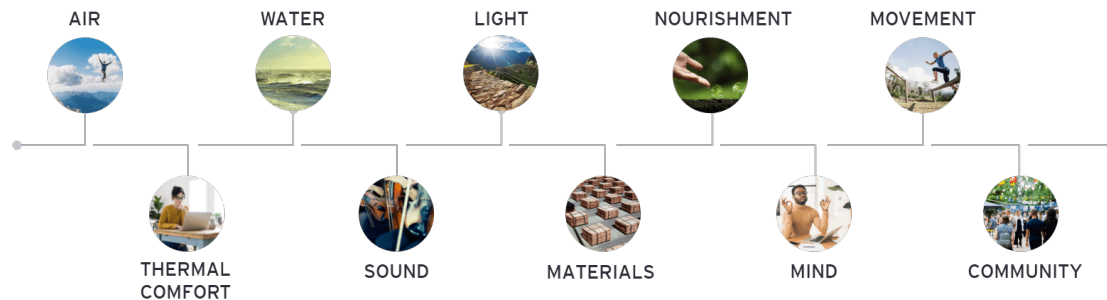 AIR
WATER
LIGHT
NOURISHMENT
MOVEMENT
THERMAL
COMFORT
SOUND
MATERIALS
MIND
COMMUNITY